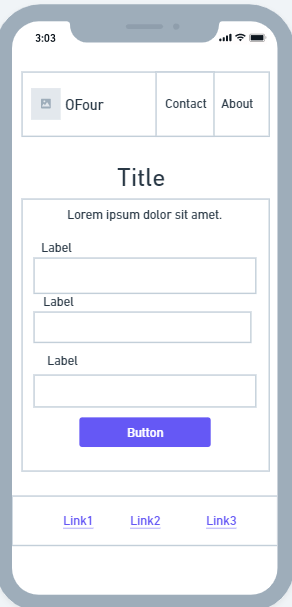 3:03
OFour Contact About
Title
Lorem ipsum dolor sit amet.
Label
Label
Label
Button
Link1 Link2 Link3